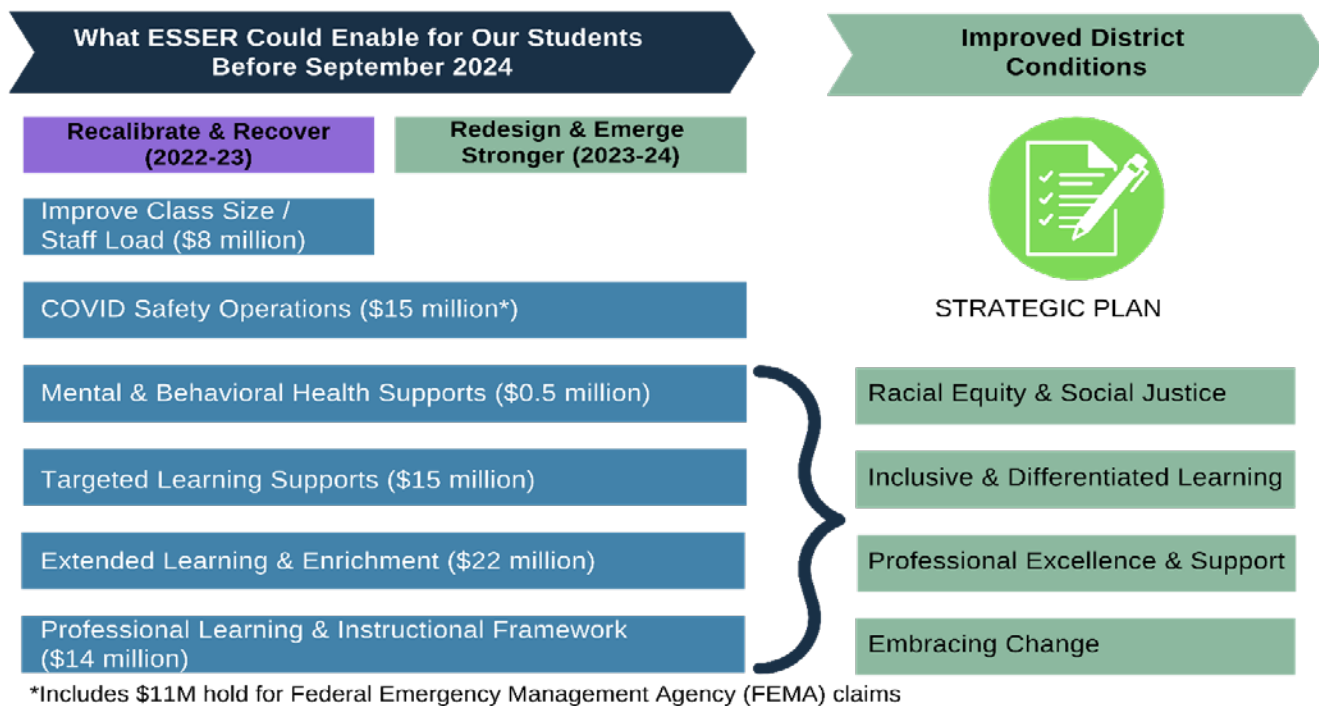 What ESSER Could Enable for Our Students
Before September 2024
Improved District
Conditions
Recalibrate & Recover
(2022-23)
Redesign & Emerge
Stronger (2023-24)
Improve Class Size /
Staff Load ($8 million)
COVID Safety Operations ($15 million*)
Mental & Behavioral Health Supports ($0.5 million)
Targeted Learning Supports ($15 million)
Extended Learning & Enrichment ($22 million)
Professional Learning & Instructional Framework
($14 million)
STRATEGIC PLAN
Racial Equity & Social Justice
Inclusive & Differentiated Learning
Professional Excellence & Support
Embracing Change
*Includes $11M hold for Federal Emergency Management Agency (FEMA) claims